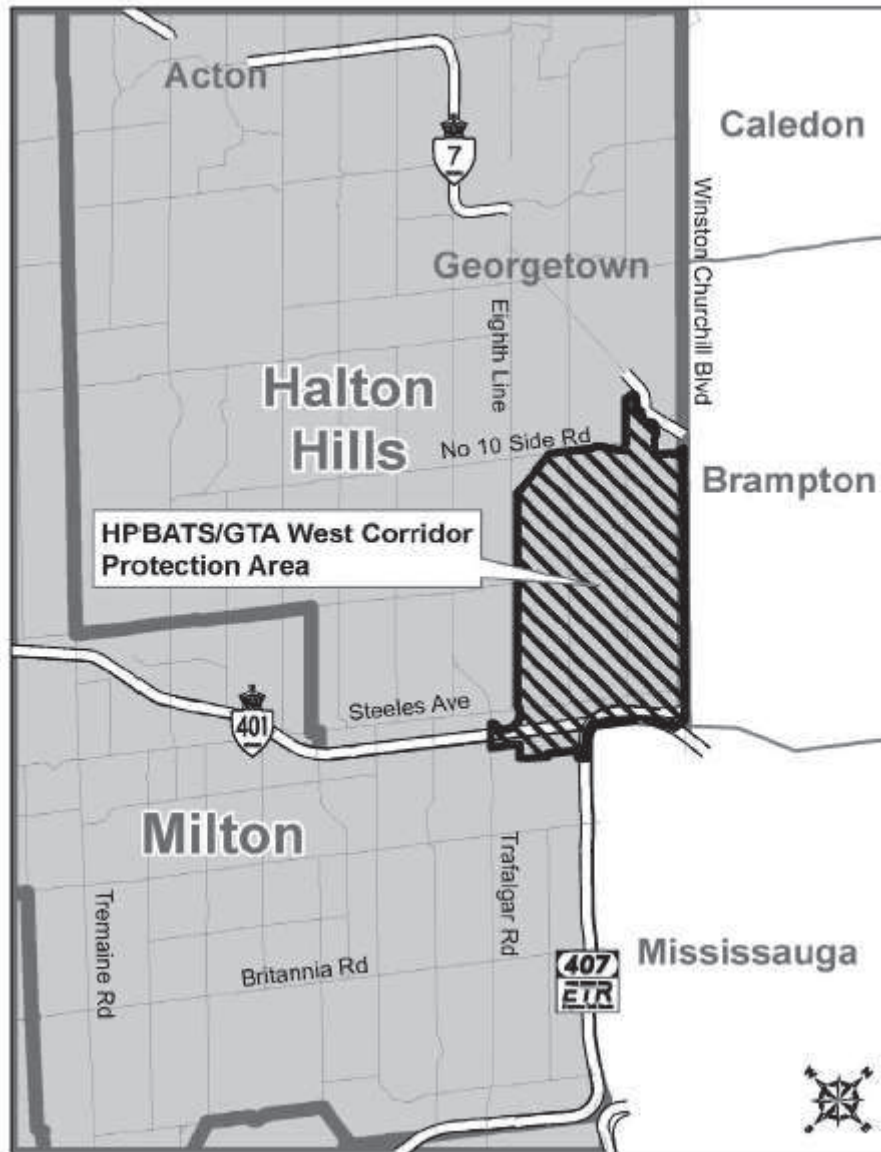 Acton
7
Caledon
Winston Churchill Blvd
Georgetown
Eighth Line
Halton
Hills
No 10 Side Rd
Brampton
HPBATS/GTA West Corridor
Protection Area
Steeles Ave
401
Milton
Trafalgar Rd
Tremaine Rd
Britannia Rd
Mississauga
407
ETR